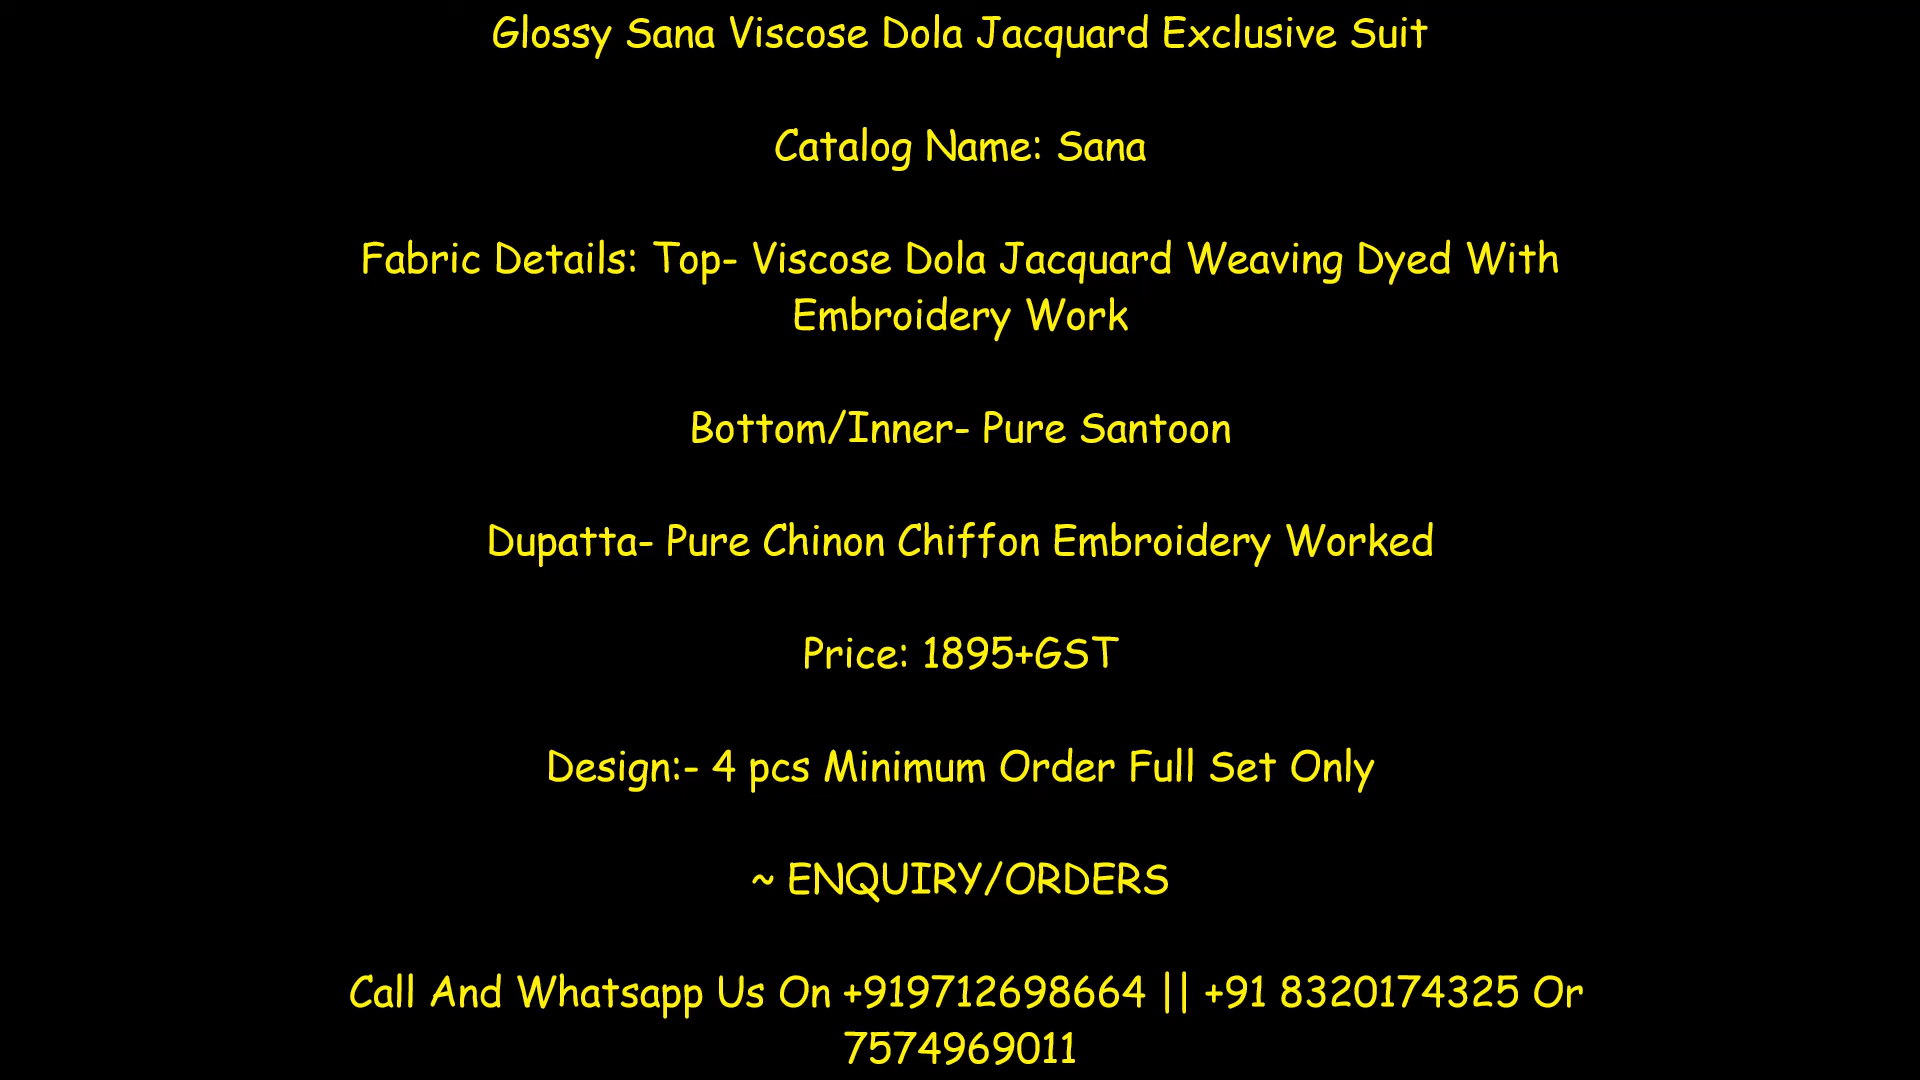 Glossy Sana Viscose Dola Jacquard Exclusive Suit
Catalog Name: Sana
Fabric Details: Top- Viscose Dola Jacquard Weaving Dyed With
Embroidery Work
Bottom/Inner- Pure Santoon
Dupatta- Pure Chinon Chiffon Embroidery Worked
Price: 1895+GST
Design:- 4 pcs Minimum Order Full Set Only
~ ENQUIRY/ORDERS
Call And Whatsapp Us On +919712698664 || +91 8320174325 Or
7574969011